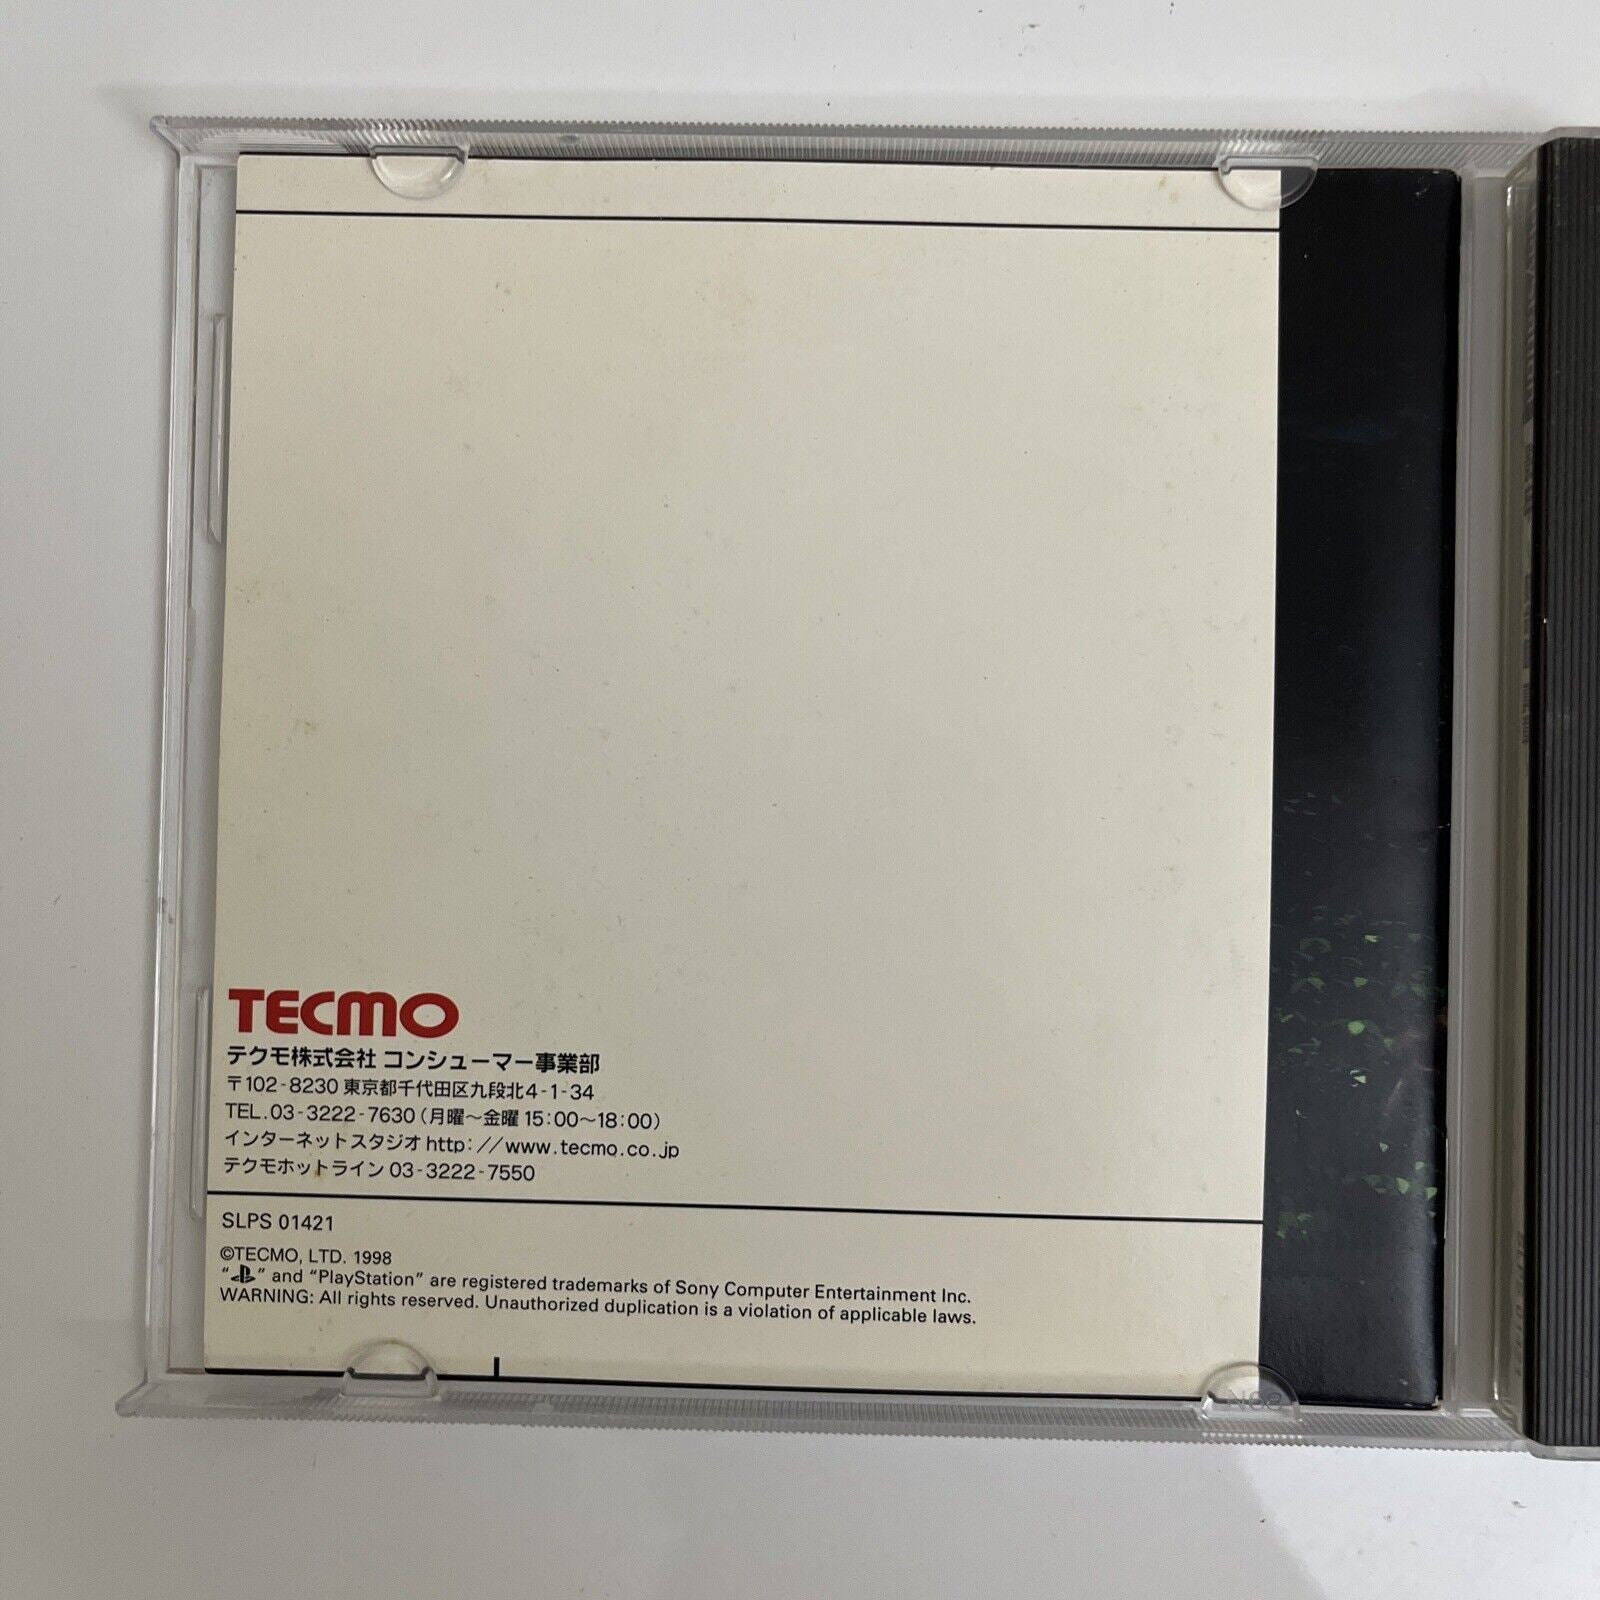 TECMO
テクモ株式会社 コンシューマー事業部
〒102-8230 東京都千代田区九段北4-1-34
TEL.03-3222-7630（月曜～金曜 15：00～18：00）
インターネットスタジオ http：//www.tecmo.co.jp
テクモホットライン 03-3222-7550
SLPS 01421
©TECMO, LTD. 1998
“ ” and “PlayStation” are registered trademarks of Sony Computer Entertainment Inc.
WARNING: All rights reserved. Unauthorized duplication is a violation of applicable laws.